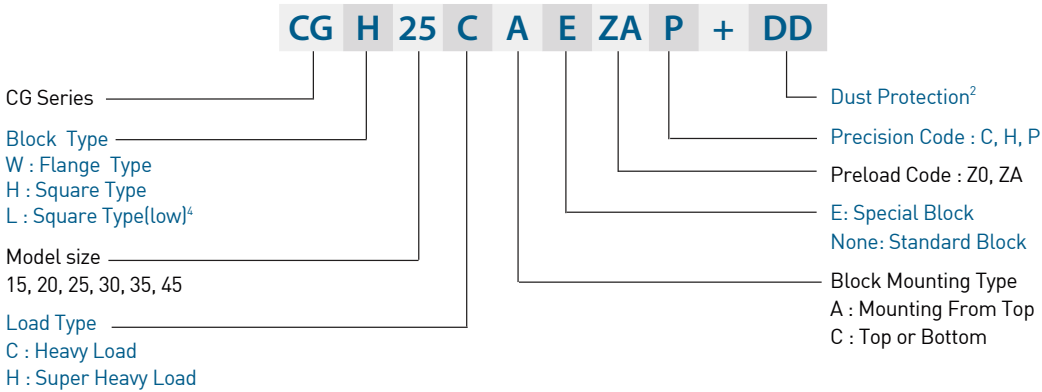 CG H 25 C A E ZA P + DD
CG Series
Block Type
W : Flange Type
H : Square Type
L : Square Type(low)⁴
Model size
15, 20, 25, 30, 35, 45
Load Type
C : Heavy Load
H : Super Heavy Load
Dust Protection²
Precision Code : C, H, P
Preload Code : Z0, ZA
E: Special Block
None: Standard Block
Block Mounting Type
A : Mounting From Top
C : Top or Bottom